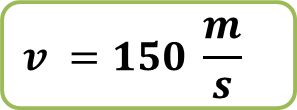 v = 150 m/s